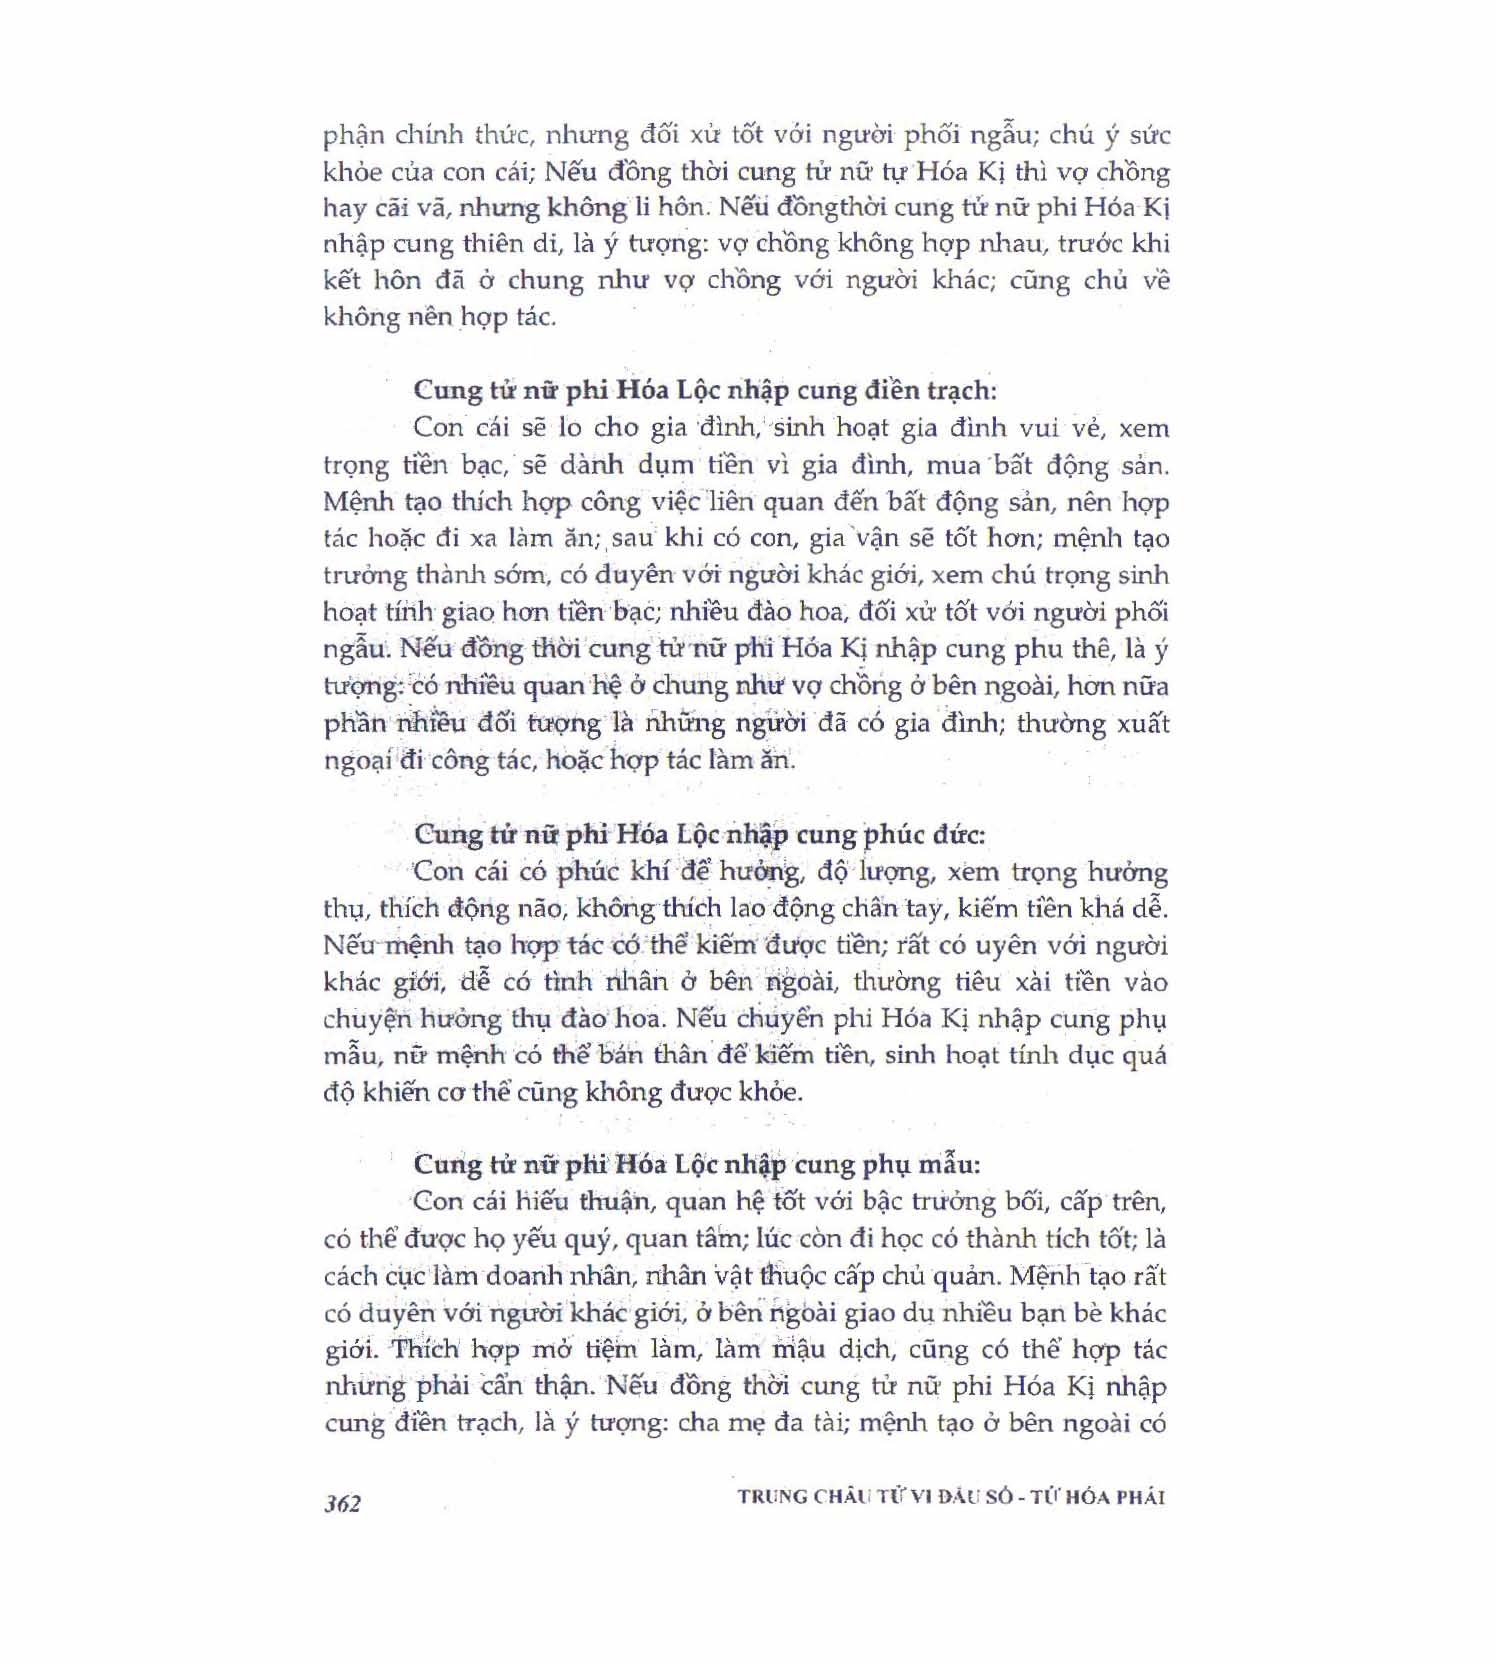 phận chính thức, nhưng đối xử tốt với người phối ngẫu; chú ý sức
khỏe của con cái; Nếu đồng thời cung tử nữ tự Hóa Kị thì vợ chồng
hay cãi vã, nhưng không li hôn. Nếu đồngthời cung tử nữ phi Hóa Kị
nhập cung thiên di, là ý tượng: vợ chồng không hợp nhau, trước khi
kết hôn đã ở chung như vợ chồng với người khác; cũng chủ về
không nên hợp tác.
Cung tử nữ phi Hóa Lộc nhập cung điền trạch:
Con cái sẽ lo cho gia đình, sinh hoạt gia đình vui vẻ, xem
trọng tiền bạc, sẽ dành dụm tiền vì gia đình, mua bất động sản.
Mệnh tạo thích hợp công việc liên quan đến bất động sản, nên hợp
tác hoặc đi xa làm ăn; sau khi có con, gia vận sẽ tốt hơn; mệnh tạo
trưởng thành sớm, có duyên với người khác giới, xem chú trọng sinh
hoạt tính giao hơn tiền bạc; nhiều đào hoa, đối xử tốt với người phối
ngẫu. Nếu đồng thời cung tử nữ phi Hóa Kị nhập cung phu thê, là ý
tượng: có nhiều quan hệ ở chung như vợ chồng ở bên ngoài, hơn nữa
phần nhiều đối tượng là những người đã có gia đình; thường xuất
ngoại đi công tác, hoặc hợp tác làm ăn.
Cung tử nữ phi Hóa Lộc nhập cung phúc đức:
Con cái có phúc khí để hưởng, độ lượng, xem trọng hưởng
thụ, thích động não, không thích lao động chân tay, kiếm tiền khá dễ.
Nếu mệnh tạo hợp tác có thể kiếm được tiền; rất có uyên với người
khác giới, dễ có tình nhân ở bên ngoài, thường tiêu xài tiền vào
chuyện hưởng thụ đào hoa. Nếu chuyển phi Hóa Kị nhập cung phụ
mẫu, nữ mệnh có thể bán thân để kiếm tiền, sinh hoạt tính dục quá
độ khiến cơ thể cũng không được khỏe.
Cung tử nữ phi Hóa Lộc nhập cung phụ mẫu:
Con cái hiếu thuận, quan hệ tốt với bậc trưởng bối, cấp trên,
có thể được họ yếu quý, quan tâm; lúc còn đi học có thành tích tốt; là
cách cục làm doanh nhân, nhân vật thuộc cấp chủ quản. Mệnh tạo rất
có duyên với người khác giới, ở bên ngoài giao du nhiều bạn bè khác
giới. Thích hợp mở tiệm làm, làm mậu dịch, cũng có thể hợp tác
nhưng phải cẩn thận. Nếu đồng thời cung tử nữ phi Hóa Kị nhập
cung điền trạch, là ý tượng: cha mẹ đa tài; mệnh tạo ở bên ngoài có
362
TRUNG CHÂU TỬ VI ĐẨU SỐ - TỨ HÓA PHÁI